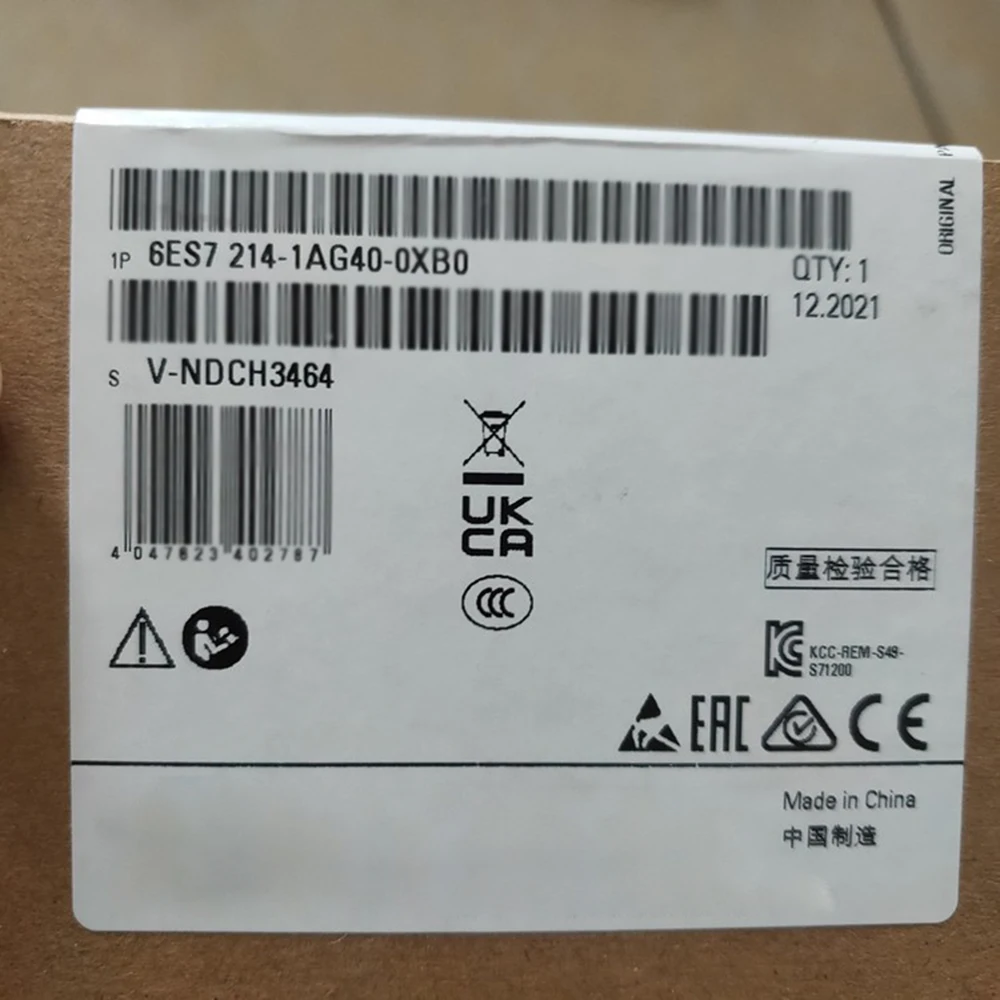 ORIGINAL
1P 6ES7 214-1AG40-0XB0
QTY: 1
12.2021
S V-NDCH3464
UK
CA
4 047623 402787
CCC
质量检验合格
KCC-REM-S49-
S71200
EAC CE
Made in China
中国制造